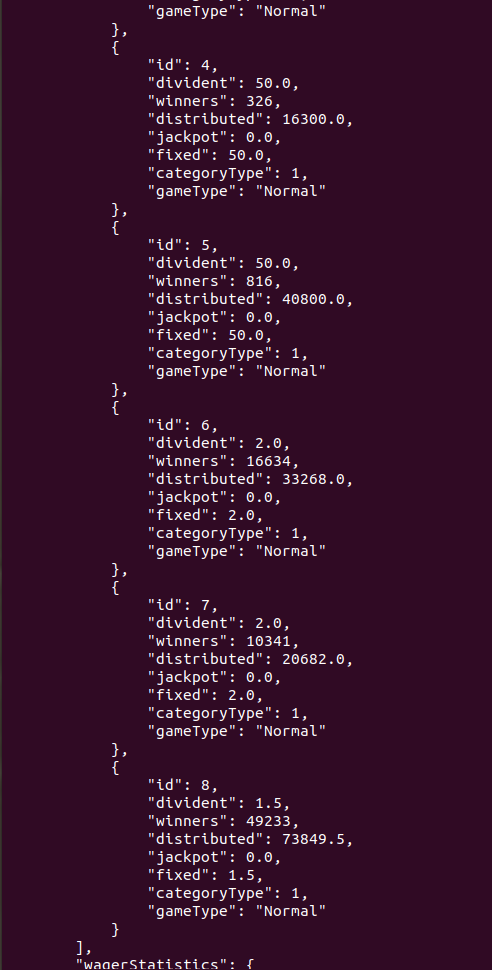 "gameType": "Normal"
},
{
"id": 4,
"divident": 50.0,
"winners": 326,
"distributed": 16300.0,
"jackpot": 0.0,
"fixed": 50.0,
"categoryType": 1,
"gameType": "Normal"
},
{
"id": 5,
"divident": 50.0,
"winners": 816,
"distributed": 40800.0,
"jackpot": 0.0,
"fixed": 50.0,
"categoryType": 1,
"gameType": "Normal"
},
{
"id": 6,
"divident": 2.0,
"winners": 16634,
"distributed": 33268.0,
"jackpot": 0.0,
"fixed": 2.0,
"categoryType": 1,
"gameType": "Normal"
},
{
"id": 7,
"divident": 2.0,
"winners": 10341,
"distributed": 20682.0,
"jackpot": 0.0,
"fixed": 2.0,
"categoryType": 1,
"gameType": "Normal"
},
{
"id": 8,
"divident": 1.5,
"winners": 49233,
"distributed": 73849.5,
"jackpot": 0.0,
"fixed": 1.5,
"categoryType": 1,
"gameType": "Normal"
}
],
"wagerStatistics": {